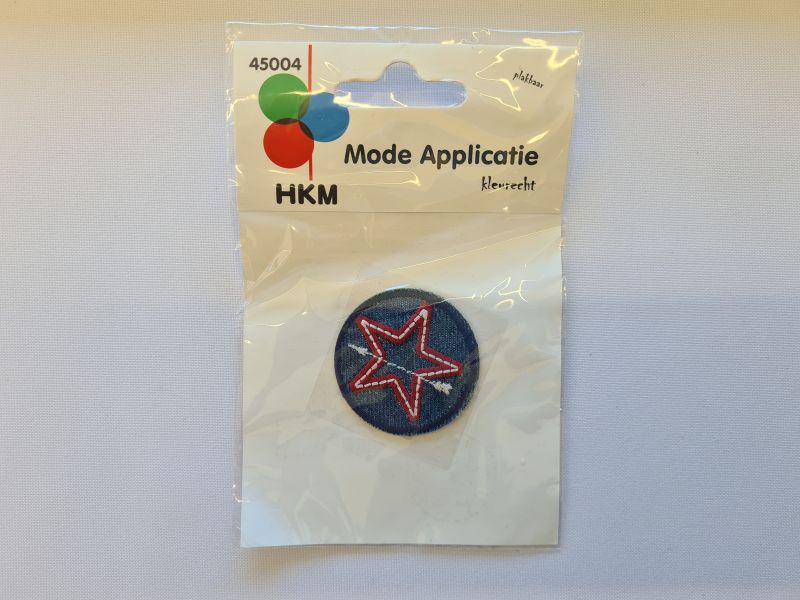 45004
plakbaar
Mode Applicatie
kleurecht
HKM